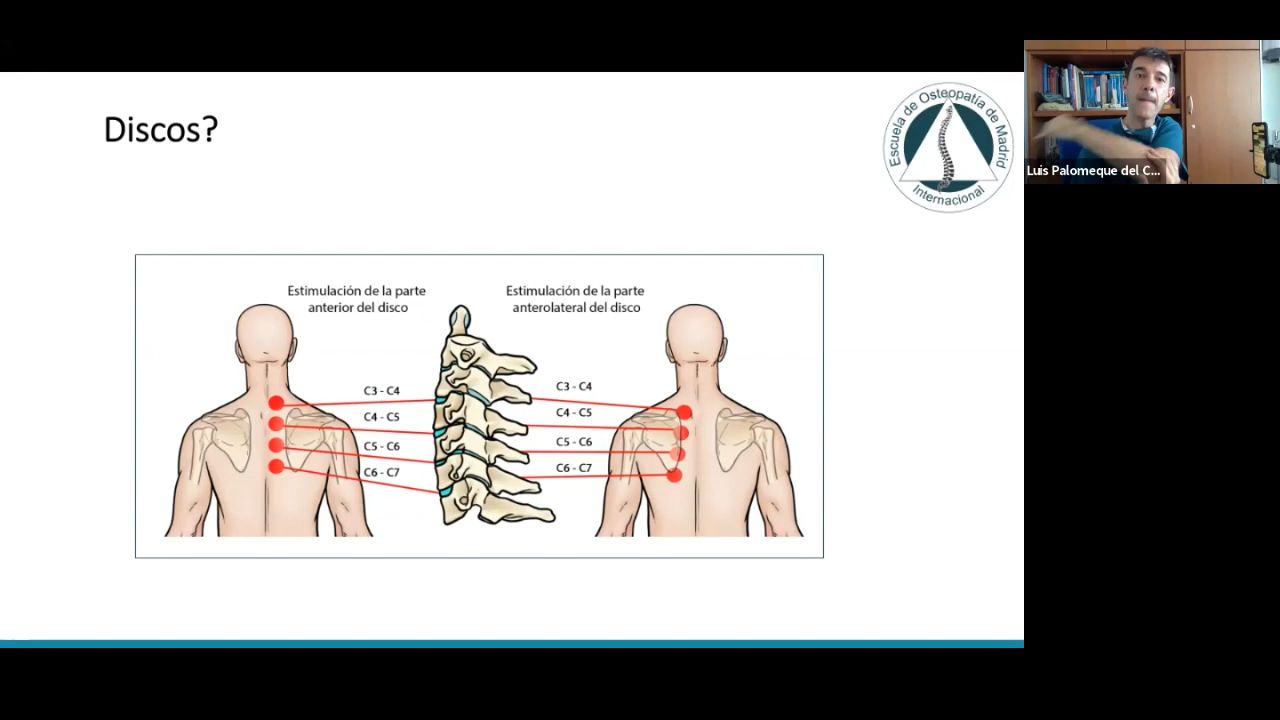 Discos?
Escuela de Osteopatía de Madrid
Internacional
Luis Palomeque del C...
Estimulación de la parte
anterior del disco
Estimulación de la parte
anterolateral del disco
C3 - C4
C4 - C5
C5 - C6
C6 - C7
C3 - C4
C4 - C5
C5 - C6
C6 - C7